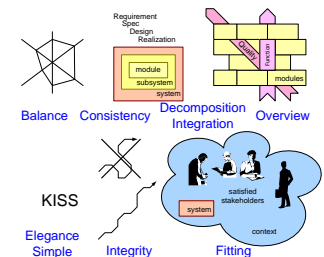 Requirement
Spec
Design
Realization
module
subsystem
system
Quality
Function
modules
Balance
Consistency
Decomposition
Integration
Overview
KISS
satisfied
stakeholders
system
context
Elegance
Simple
Integrity
Fitting